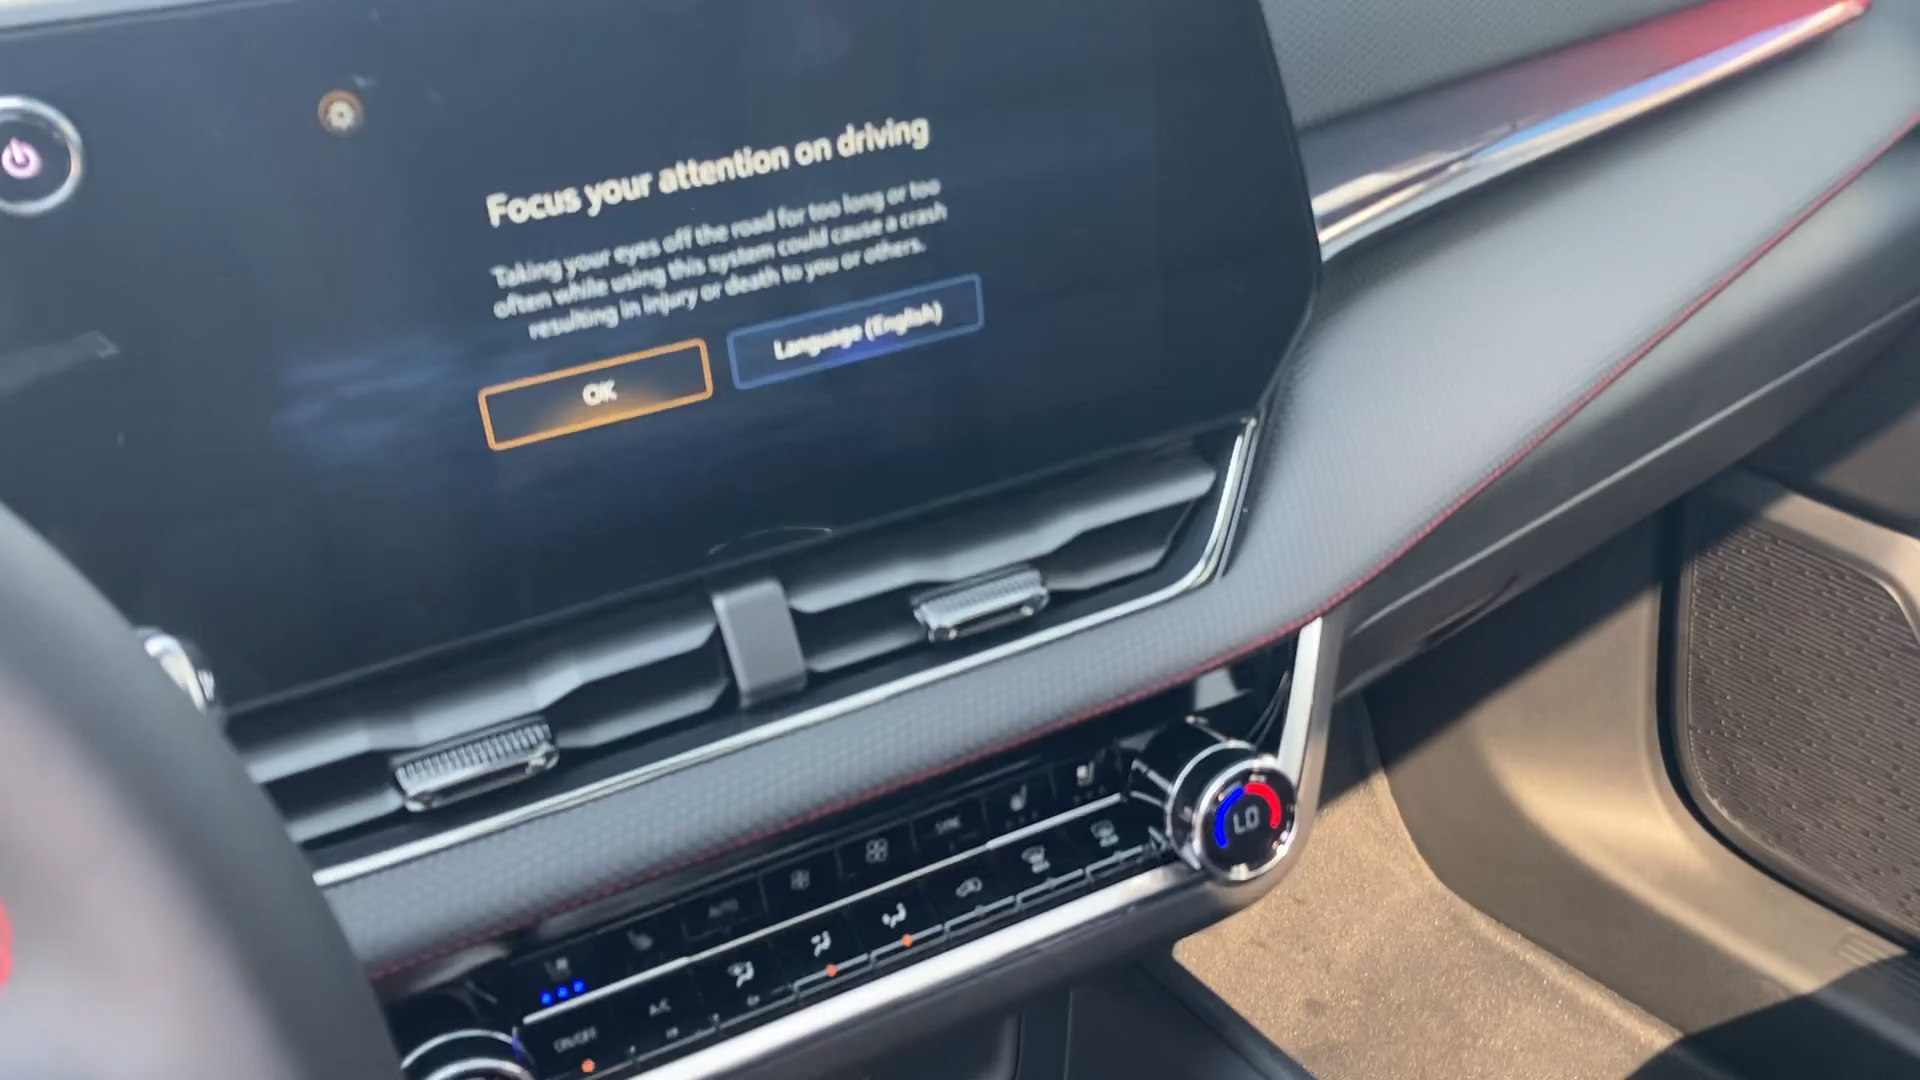 Focus your attention on driving
Taking your eyes off the road for too long or too
often while using this system could cause a crash
resulting in injury or death to you or others.
OK
Language (English)
SYNC
AUTO
LO
A/C
ON/OFF